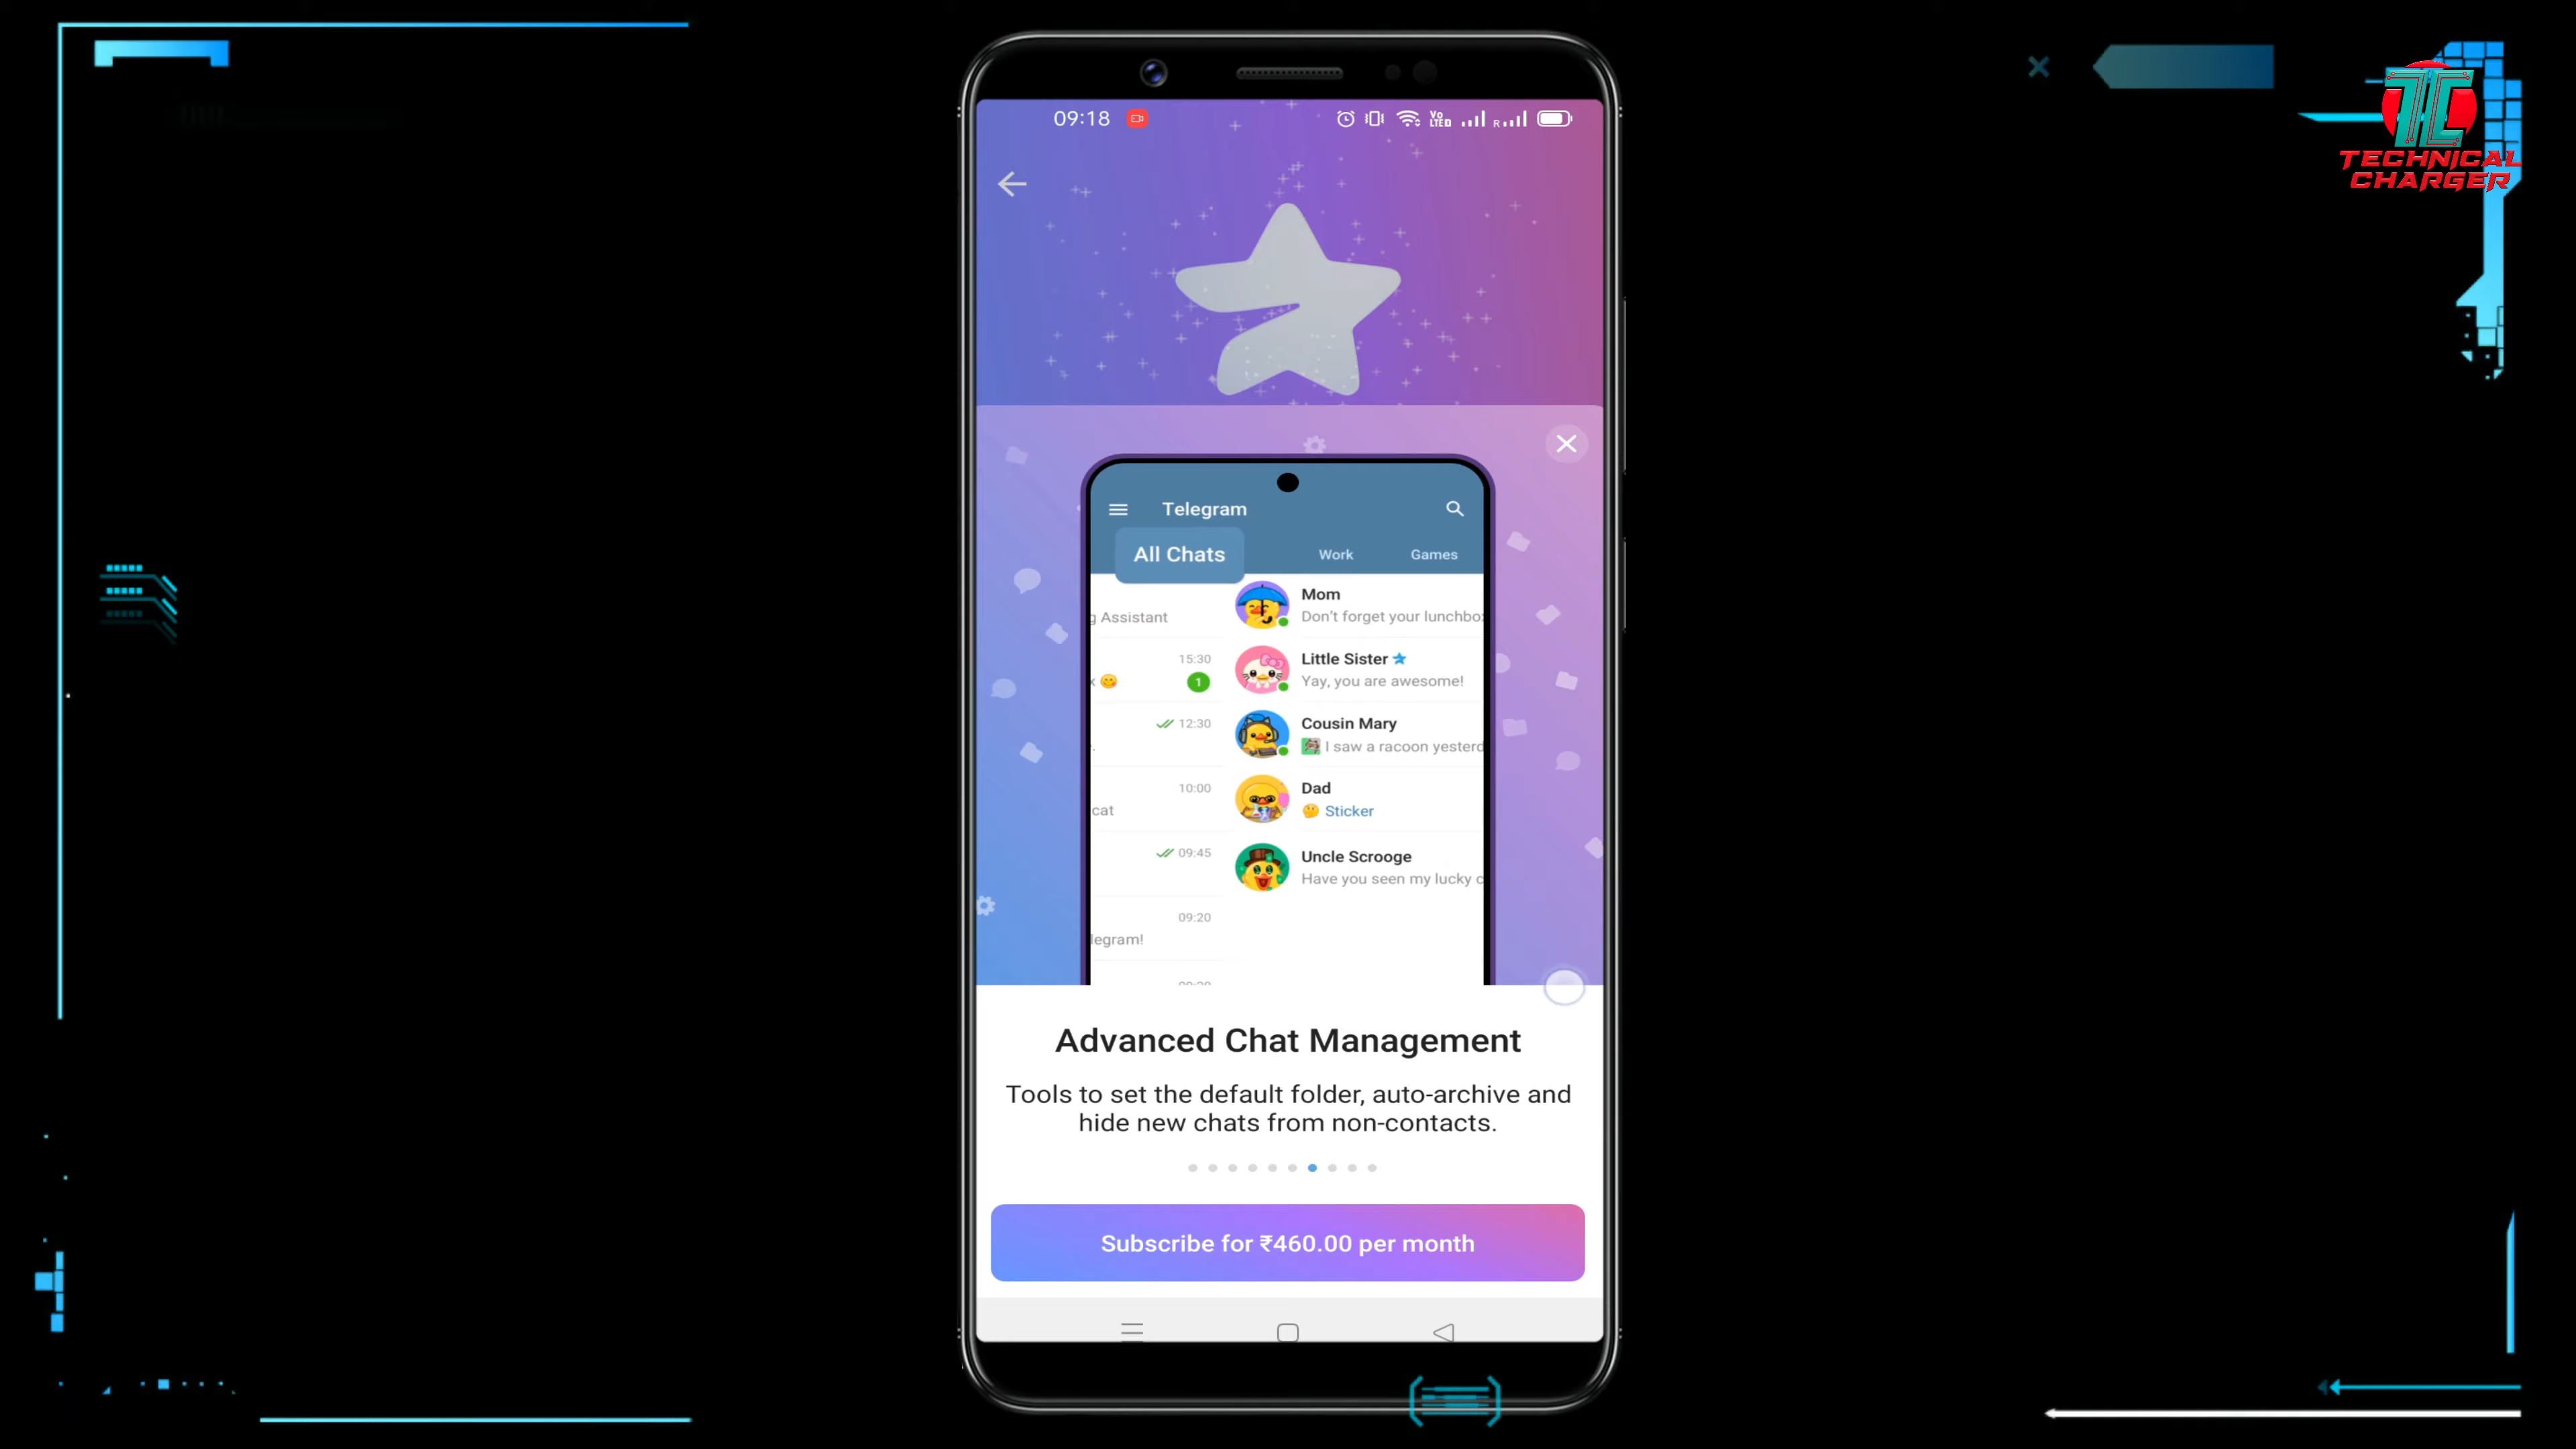 09:18
Vo
LTE
R
TECHNICAL
CHARGER
Telegram
All Chats
Work
Games
g Assistant
15:30
1
12:30
10:00
cat
09:45
09:20
legram!
Mom
Don't forget your lunchbo
Little Sister
Yay, you are awesome!
Cousin Mary
I saw a racoon yesterd
Dad
Sticker
Uncle Scrooge
Have you seen my lucky c
Advanced Chat Management
Tools to set the default folder, auto-archive and
hide new chats from non-contacts.
Subscribe for ₹460.00 per month